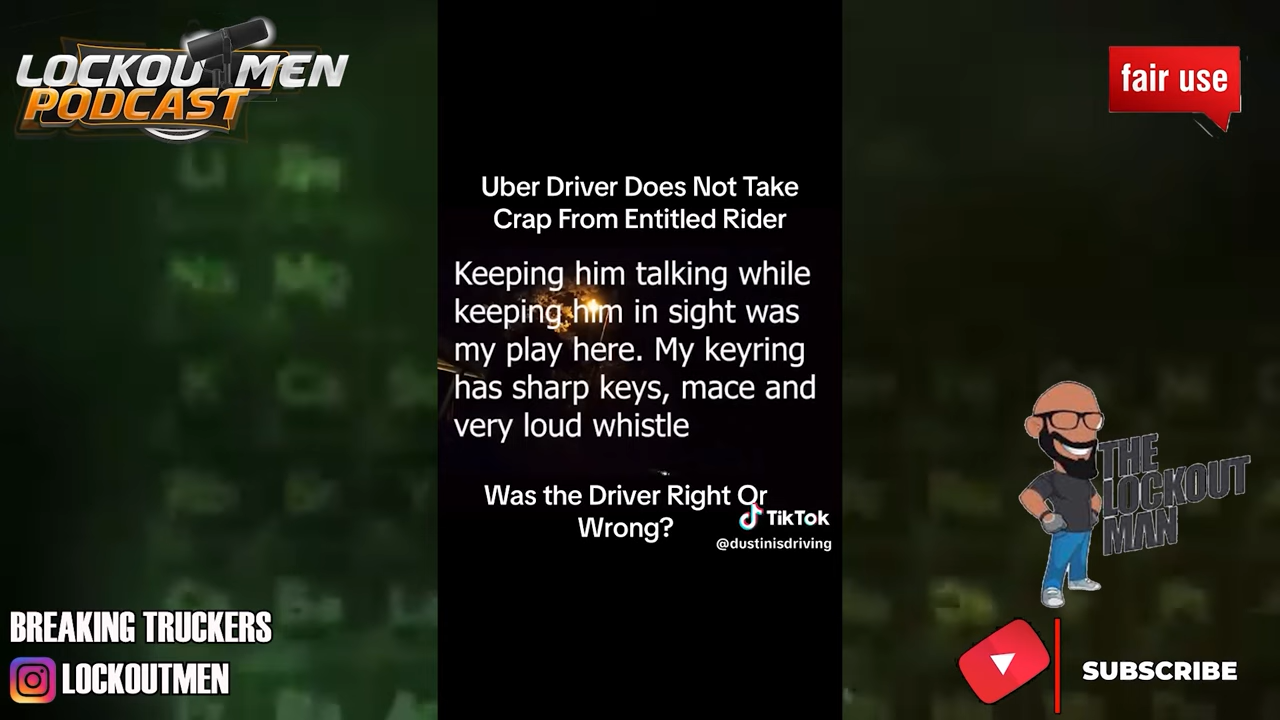 LOCKOUTMEN
PODCAST
fair use
Uber Driver Does Not Take
Crap From Entitled Rider
Keeping him talking while
keeping him in sight was
my play here. My keyring
has sharp keys, mace and
very loud whistle
Was the Driver Right Or
Wrong?
TikTok
@dustinisdriving
THE
LOCKOUT
MAN
BREAKING TRUCKERS
LOCKOUTMEN
SUBSCRIBE